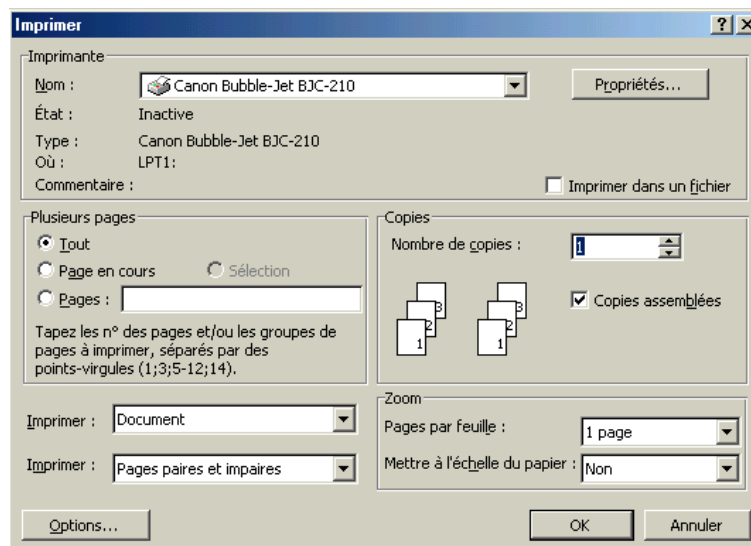 Imprimer
Imprimante
Nom : Canon Bubble-Jet BJC-210 Propriétés...
État : Inactive
Type : Canon Bubble-Jet BJC-210
Où : LPT1:
Commentaire : Imprimer dans un fichier
Plusieurs pages
Tout
Page en cours Sélection
Pages :
Tapez les n° des pages et/ou les groupes de
pages à imprimer, séparés par des
points-virgules (1;3;5-12;14).
Copies
Nombre de copies : 1
3 3
2 2
1 1
Copies assemblées
Imprimer : Document
Imprimer : Pages paires et impaires
Zoom
Pages par feuille : 1 page
Mettre à l'échelle du papier : Non
Options... OK Annuler